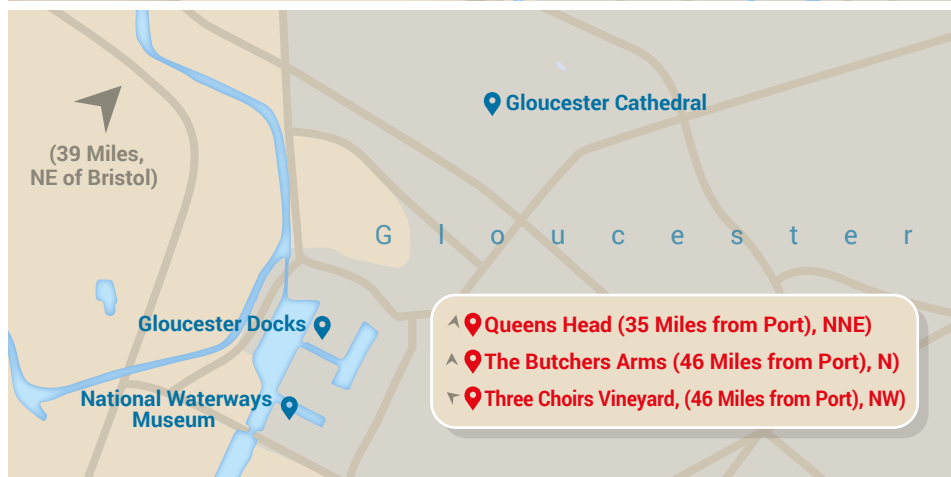 Gloucester Cathedral
(39 Miles,
NE of Bristol)
Gloucester
Gloucester Docks
National Waterways
Museum
Queens Head (35 Miles from Port), NNE)
The Butchers Arms (46 Miles from Port), N)
Three Choirs Vineyard, (46 Miles from Port), NW)